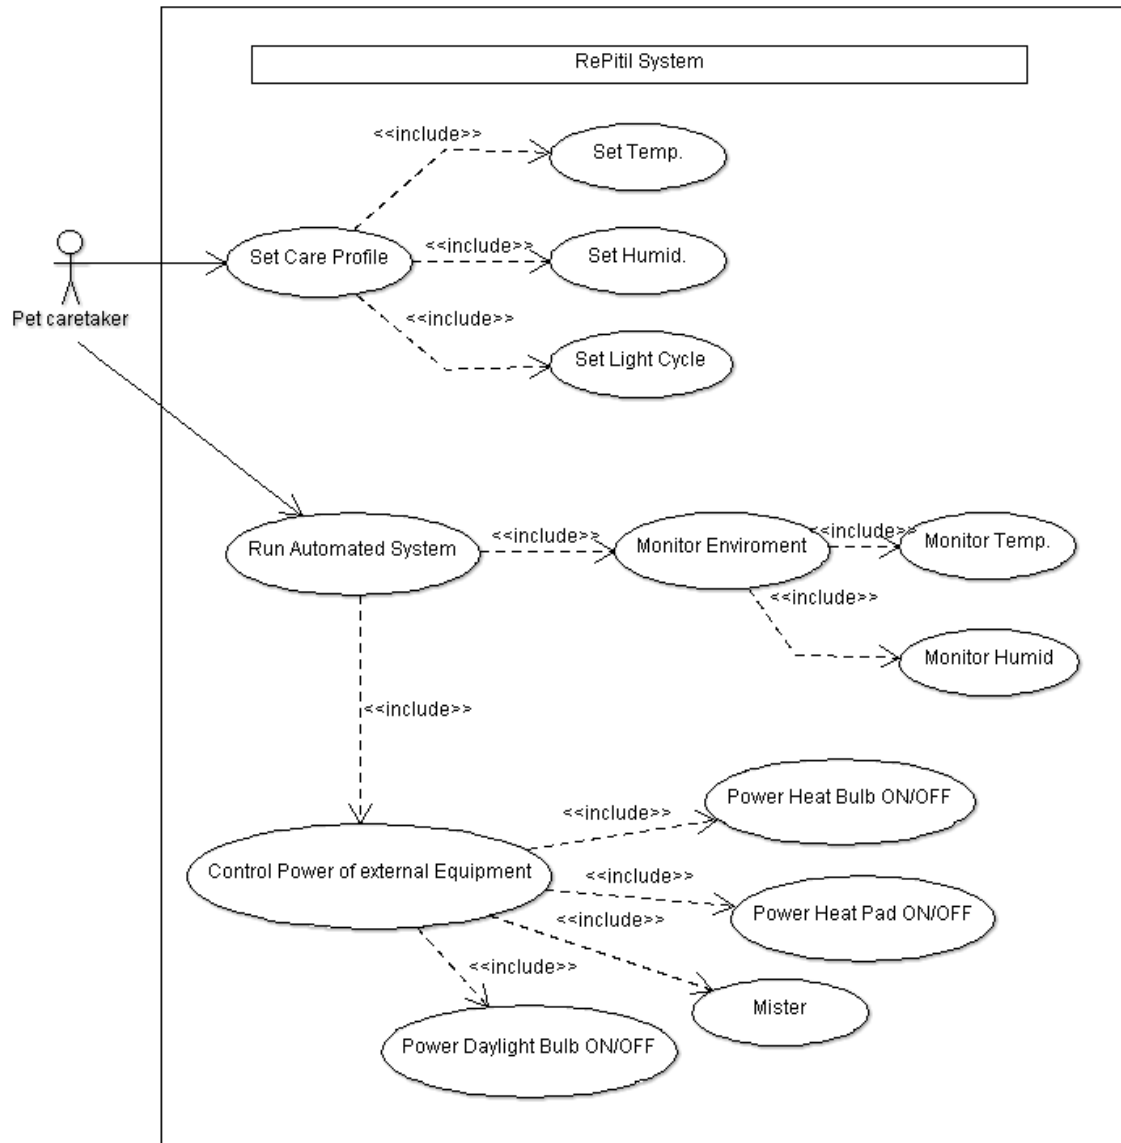 RePitil System
<<include>>
Set Temp.
Set Care Profile
<<include>>
Set Humid.
Pet caretaker
<<include>>
Set Light Cycle
Run Automated System
<<include>>
Monitor Enviroment
<<include>>
Monitor Temp.
<<include>>
Monitor Humid
<<include>>
Power Heat Bulb ON/OFF
<<include>>
Control Power of external Equipment
<<include>>
Power Heat Pad ON/OFF
<<include>>
<<include>>
Mister
Power Daylight Bulb ON/OFF